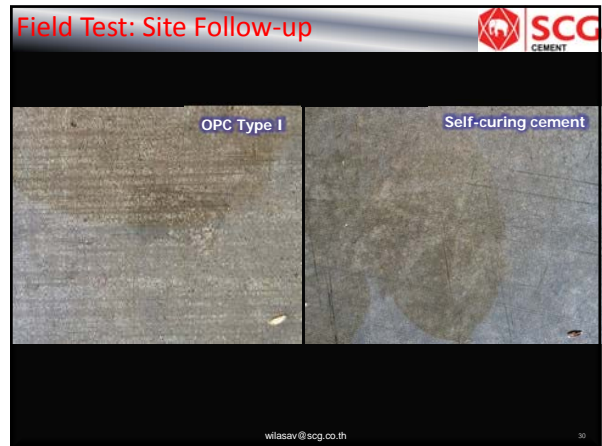 Field Test: Site Follow-up
SCG
CEMENT
OPC Type I
Self-curing cement
wilasav@scg.co.th
30